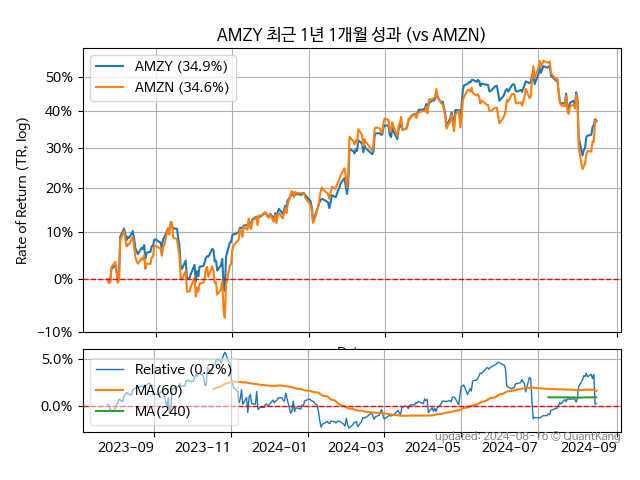 AMZY 최근 1년 1개월 성과 (vs AMZN)
Rate of Return (TR, log)
AMZY (34.9%)
AMZN (34.6%)
50%
40%
30%
20%
10%
0%
−10%
5.0%
0.0%
Relative (0.2%)
MA(60)
MA(240)
2023-09
2023-11
2024-01
2024-03
2024-05
2024-07
2024-09
updated: 2024-08-16 © QuantKang